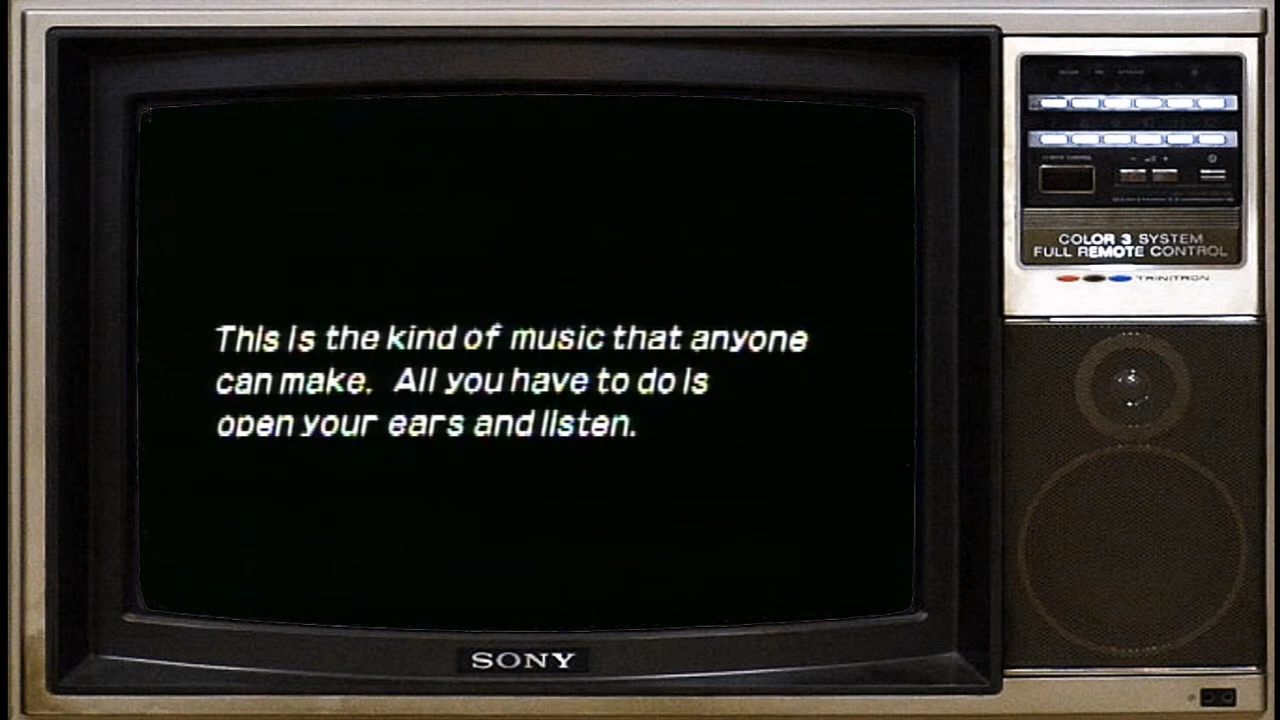 This is the kind of music that anyone
can make. All you have to do is
open your ears and listen.
SONY
COLOR 3 SYSTEM
FULL REMOTE CONTROL
TRINITRON